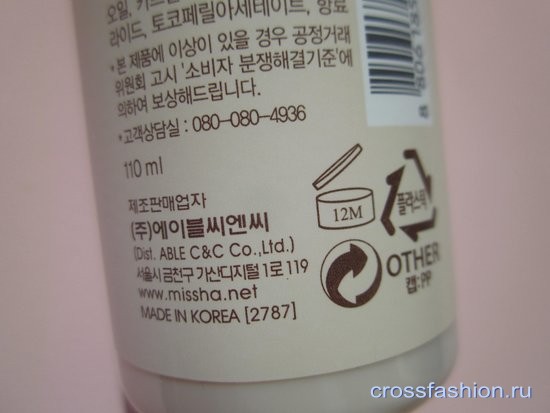 라이드, 토코페릴아세테이트, 향료
*본 제품에 이상이 있을 경우 공정거래
위원회 고시 '소비자 분쟁해결기준'에
의하여 보상해드립니다.
*고객상담실 : 080-080-4936
110 ml
제조판매업자
(주)에이블씨엔씨
(Dist. ABLE C&C Co.,Ltd.)
서울시 금천구 가산디지털1로 119
www.missha.net
MADE IN KOREA [2787]
12M
플라스틱
OTHER
캡:PP
crossfashion.ru